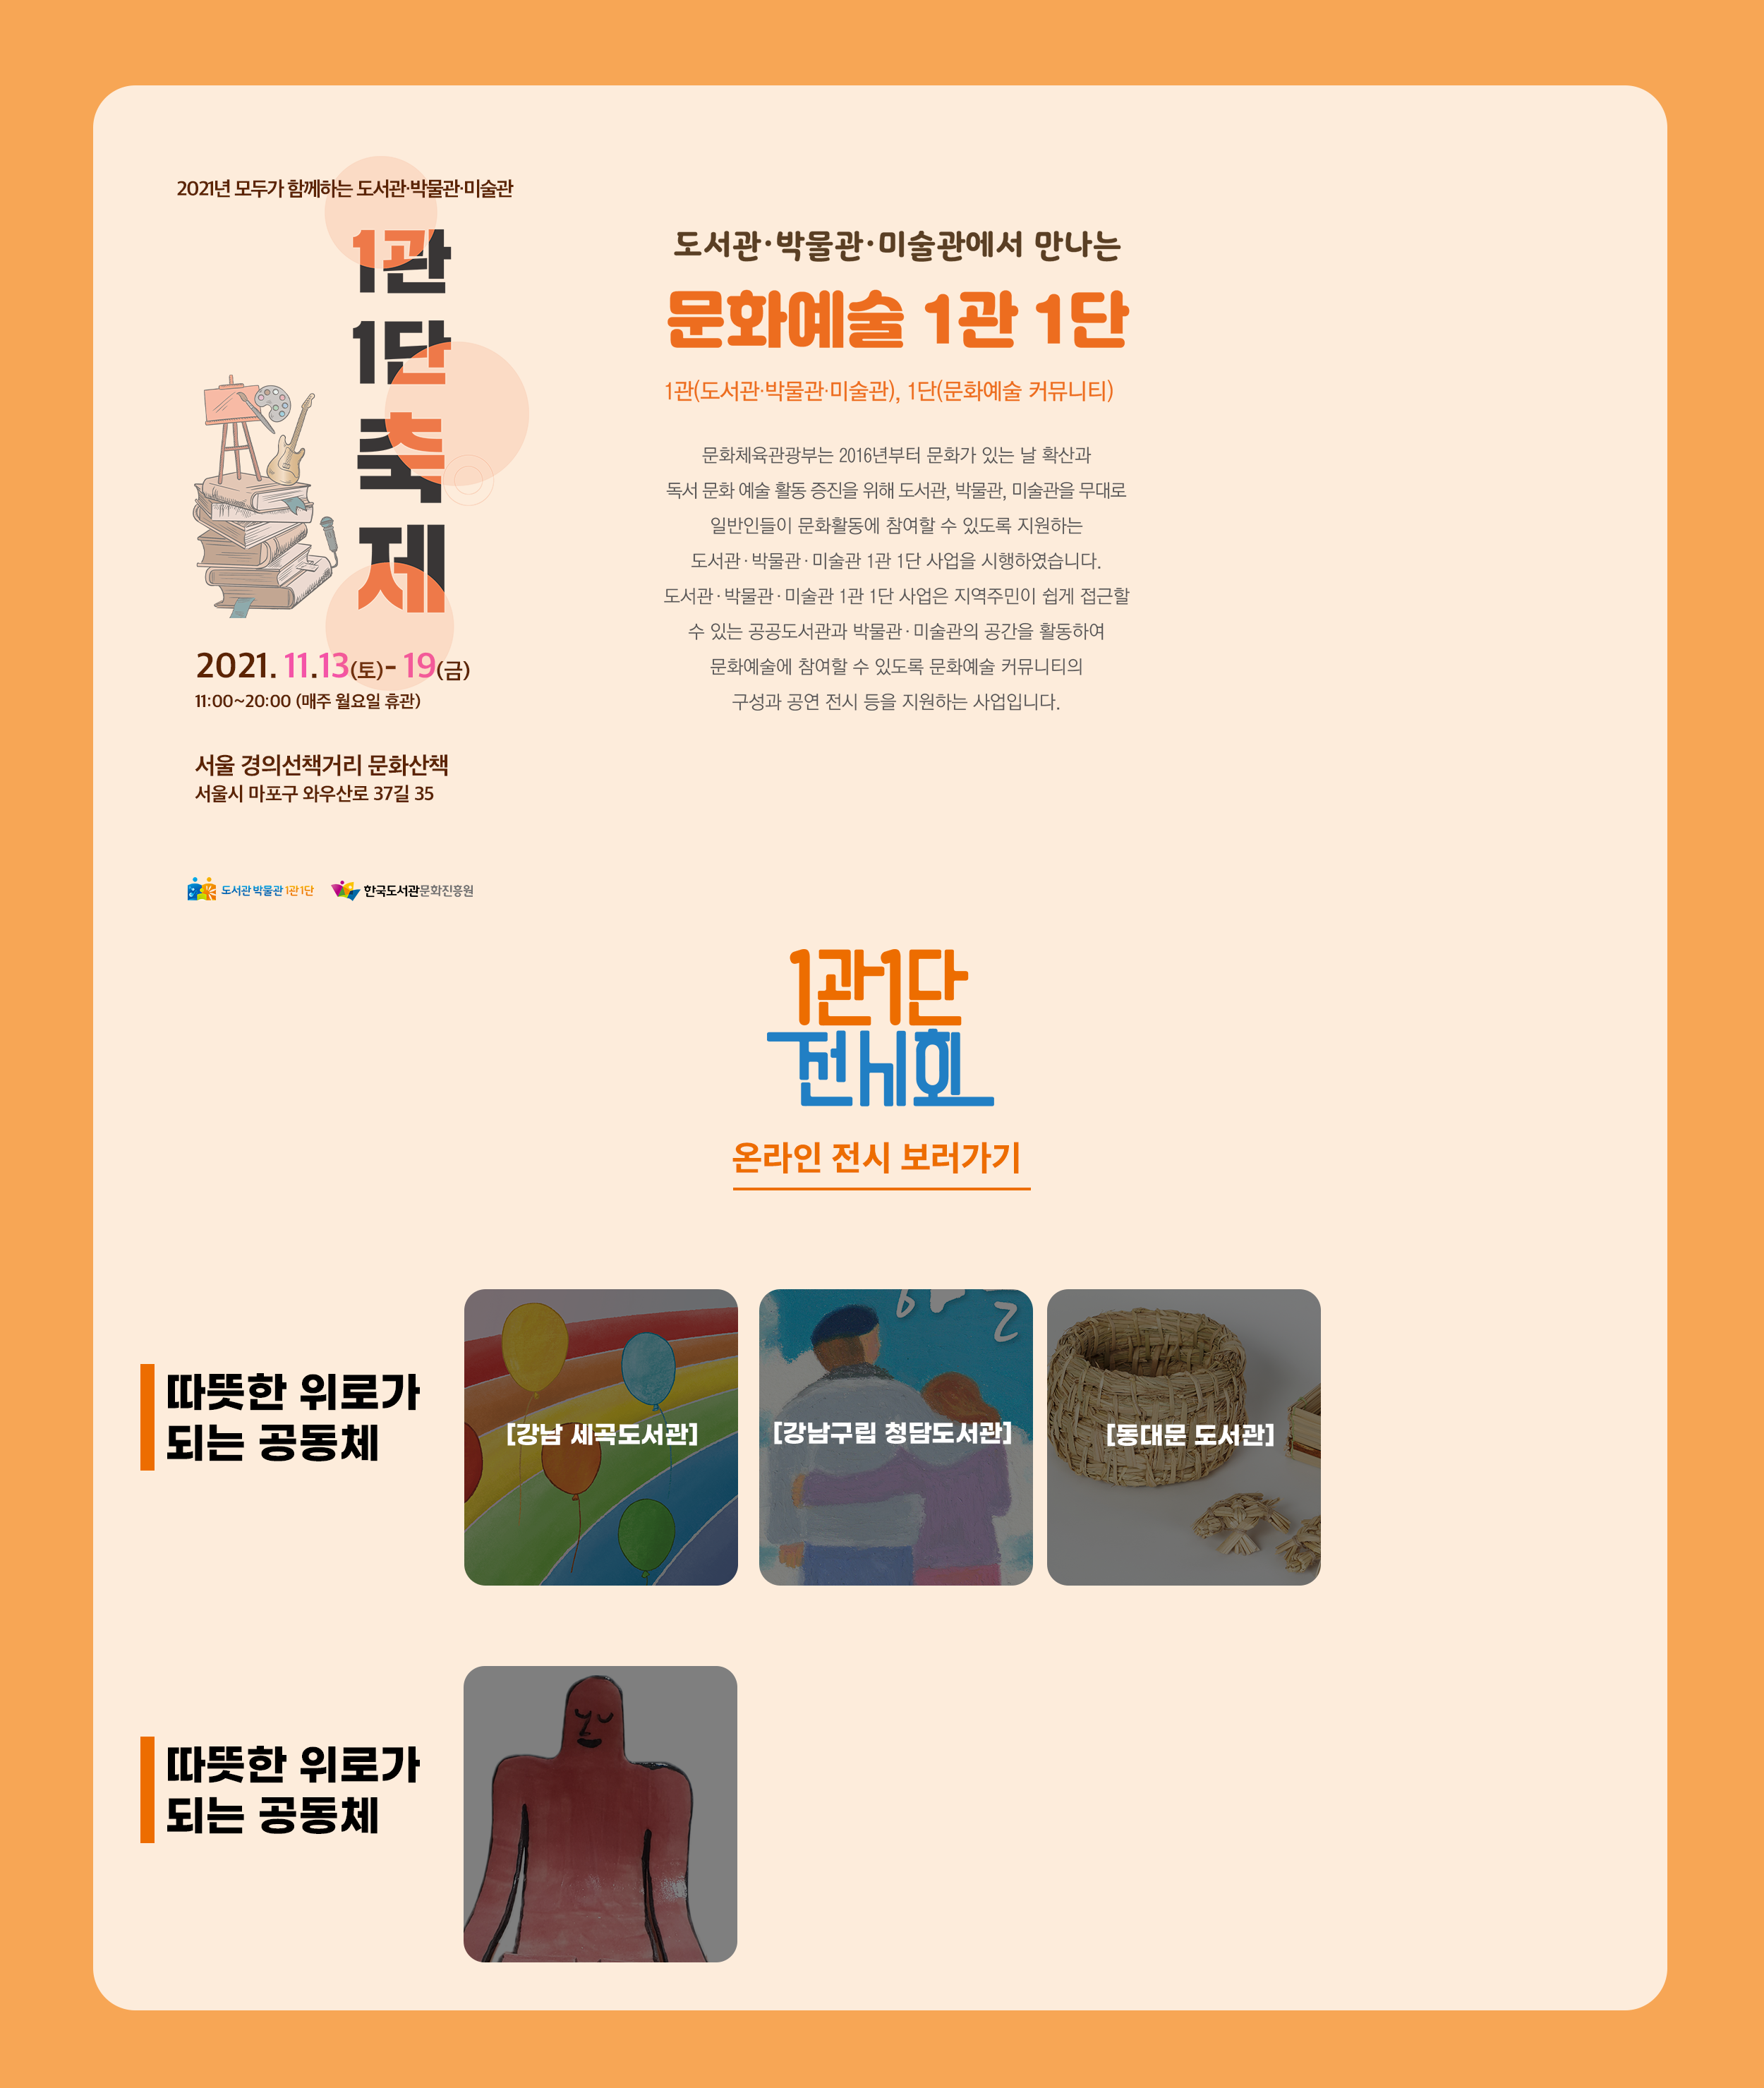 2021년 모두가 함께하는 도서관·박물관·미술관
1관
1단
축
제
2021. 11.13(토)- 19(금)
11:00~20:00 (매주 월요일 휴관)
서울 경의선책거리 문화산책
서울시 마포구 와우산로 37길 35
도서관 박물관 1관1단
한국도서관문화진흥원
도서관·박물관·미술관에서 만나는
문화예술 1관 1단
1관(도서관·박물관·미술관), 1단(문화예술 커뮤니티)
문화체육관광부는 2016년부터 문화가 있는 날 확산과
독서 문화 예술 활동 증진을 위해 도서관, 박물관, 미술관을 무대로
일반인들이 문화활동에 참여할 수 있도록 지원하는
도서관·박물관·미술관 1관 1단 사업을 시행하였습니다.
도서관·박물관·미술관 1관 1단 사업은 지역주민이 쉽게 접근할
수 있는 공공도서관과 박물관·미술관의 공간을 활동하여
문화예술에 참여할 수 있도록 문화예술 커뮤니티의
구성과 공연 전시 등을 지원하는 사업입니다.
1관1단
전시회
온라인 전시 보러가기
따뜻한 위로가
되는 공동체
[강남 세곡도서관]
[강남구립 청담도서관]
[동대문 도서관]
따뜻한 위로가
되는 공동체